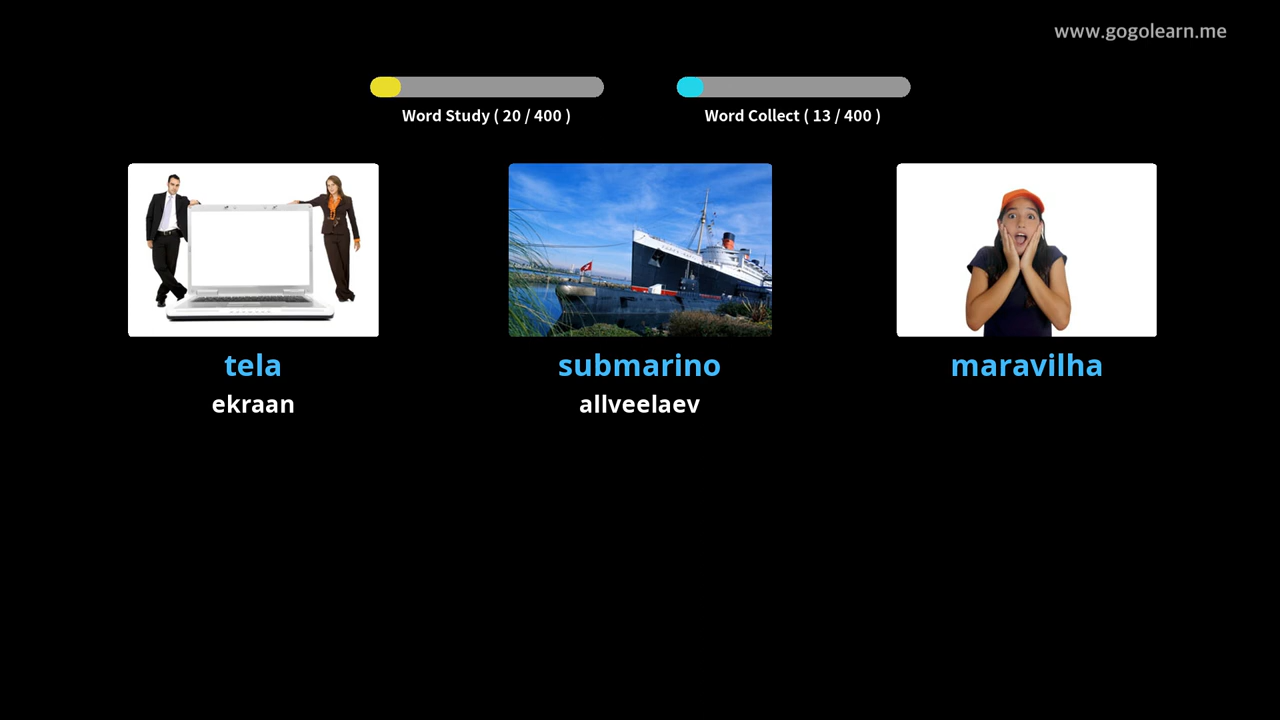 www.gogolearn.me
Word Study ( 20 / 400 )
Word Collect ( 13 / 400 )
tela
submarino
maravilha
ekraan
allveelaev